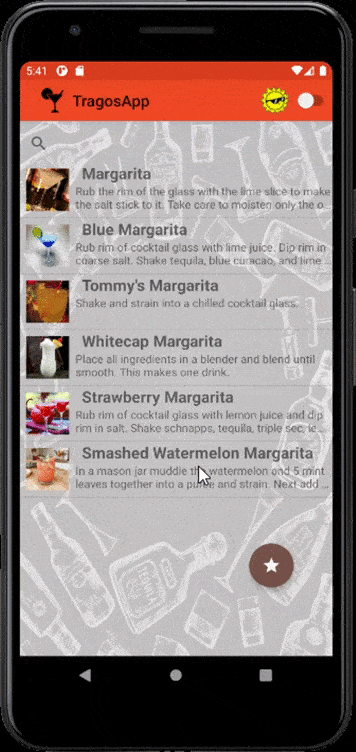 5:41
TragosApp
Margarita
Rub the rim of the glass with the lime slice to make
the salt stick to it. Take care to moisten only the o...
Blue Margarita
Rub rim of cocktail glass with lime juice. Dip rim in
coarse salt. Shake tequila, blue curacao, and lime ...
Tommy's Margarita
Shake and strain into a chilled cocktail glass.
Whitecap Margarita
Place all ingredients in a blender and blend until
smooth. This makes one drink.
Strawberry Margarita
Rub rim of cocktail glass with lemon juice and dip
rim in salt. Shake schnapps, tequila, triple sec, le...
Smashed Watermelon Margarita
In a mason jar muddle the watermelon and 5 mint
leaves together into a puree and strain. Next add ...